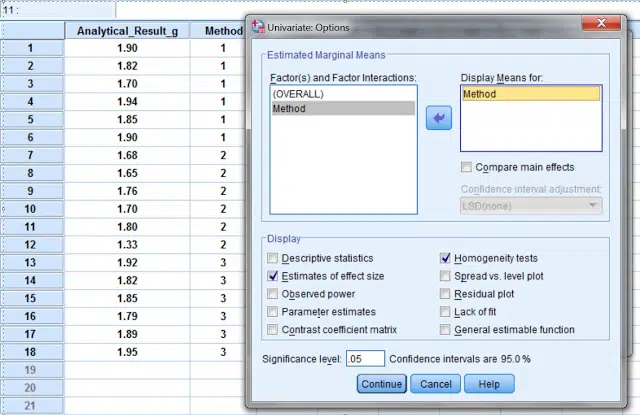 11 :
Analytical_Result_g Method
1 1.90 1
2 1.82 1
3 1.70 1
4 1.94 1
5 1.85 1
6 1.90 1
7 1.68 2
8 1.65 2
9 1.76 2
10 1.70 2
11 1.80 2
12 1.33 2
13 1.92 3
14 1.82 3
15 1.85 3
16 1.79 3
17 1.89 3
18 1.95 3
19
20
21
Univariate: Options
Estimated Marginal Means
Factor(s) and Factor Interactions:
(OVERALL)
Method
Display Means for:
Method
Compare main effects
Confidence interval adjustment:
LSD(none)
Display
Descriptive statistics
Homogeneity tests
Estimates of effect size
Spread vs. level plot
Observed power
Residual plot
Parameter estimates
Lack of fit
Contrast coefficient matrix
General estimable function
Significance level: .05 Confidence intervals are 95.0 %
Continue Cancel Help